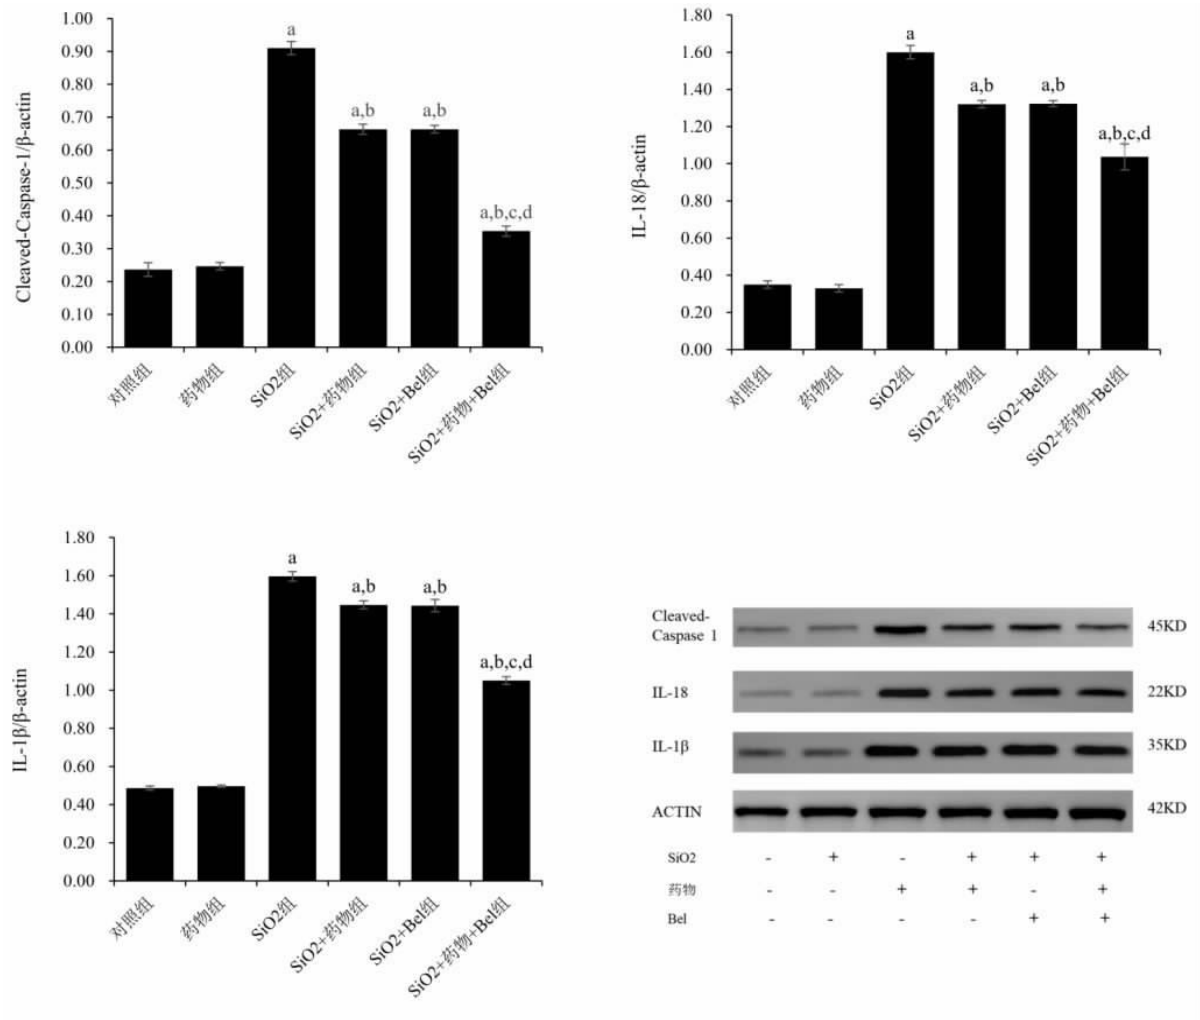 Cleaved-Caspase-1/β-actin
1.00
0.90
0.80
0.70
0.60
0.50
0.40
0.30
0.20
0.10
0.00
a
a,b
a,b
a,b,c,d
对照组
药物组
SiO2组
SiO2+药物组
SiO2+Bel组
SiO2+药物+Bel组
IL-18/β-actin
1.80
1.60
1.40
1.20
1.00
0.80
0.60
0.40
0.20
0.00
a
a,b
a,b
a,b,c,d
对照组
药物组
SiO2组
SiO2+药物组
SiO2+Bel组
SiO2+药物+Bel组
IL-1β/β-actin
1.80
1.60
1.40
1.20
1.00
0.80
0.60
0.40
0.20
0.00
a
a,b
a,b
a,b,c,d
对照组
药物组
SiO2组
SiO2+药物组
SiO2+Bel组
SiO2+药物+Bel组
Cleaved-
Caspase 1
45KD
IL-18
22KD
IL-1β
35KD
ACTIN
42KD
SiO2 - + - + + +
药物 - - + + - +
Bel - - - - + +